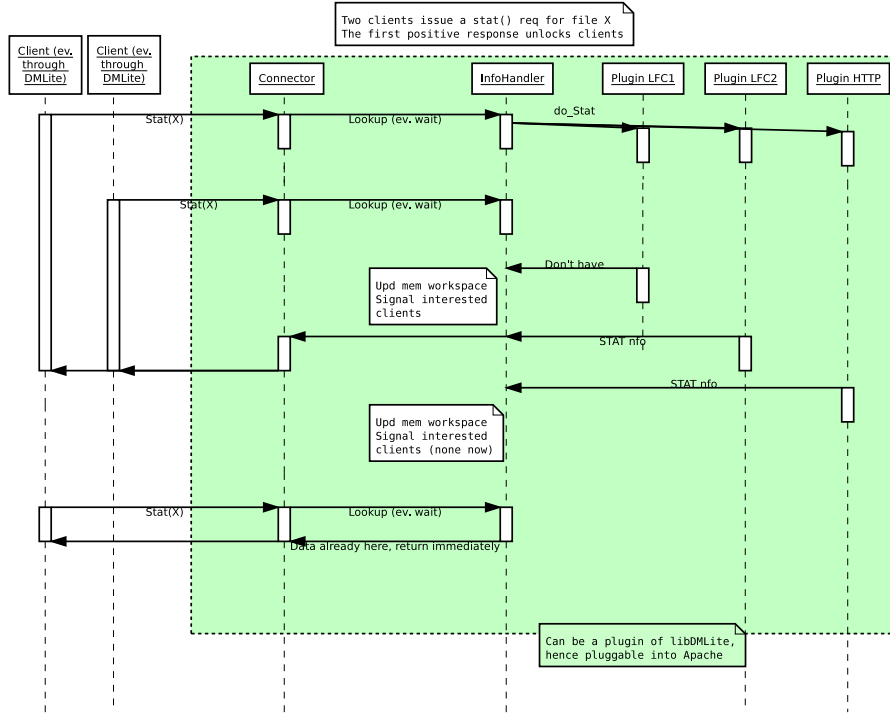 Two clients issue a stat() req for file X
The first positive response unlocks clients
Client (ev.
through
DMLite)
Client (ev.
through
DMLite)
Connector
InfoHandler
Plugin LFC1
Plugin LFC2
Plugin HTTP
Stat(X)
Lookup (ev. wait)
do_Stat
Stat(X)
Lookup (ev. wait)
Don't have
Upd mem workspace
Signal interested
clients
STAT nfo
STAT nfo
Upd mem workspace
Signal interested
clients (none now)
Stat(X)
Lookup (ev. wait)
Data already here, return immediately
Can be a plugin of libDMLite,
hence pluggable into Apache